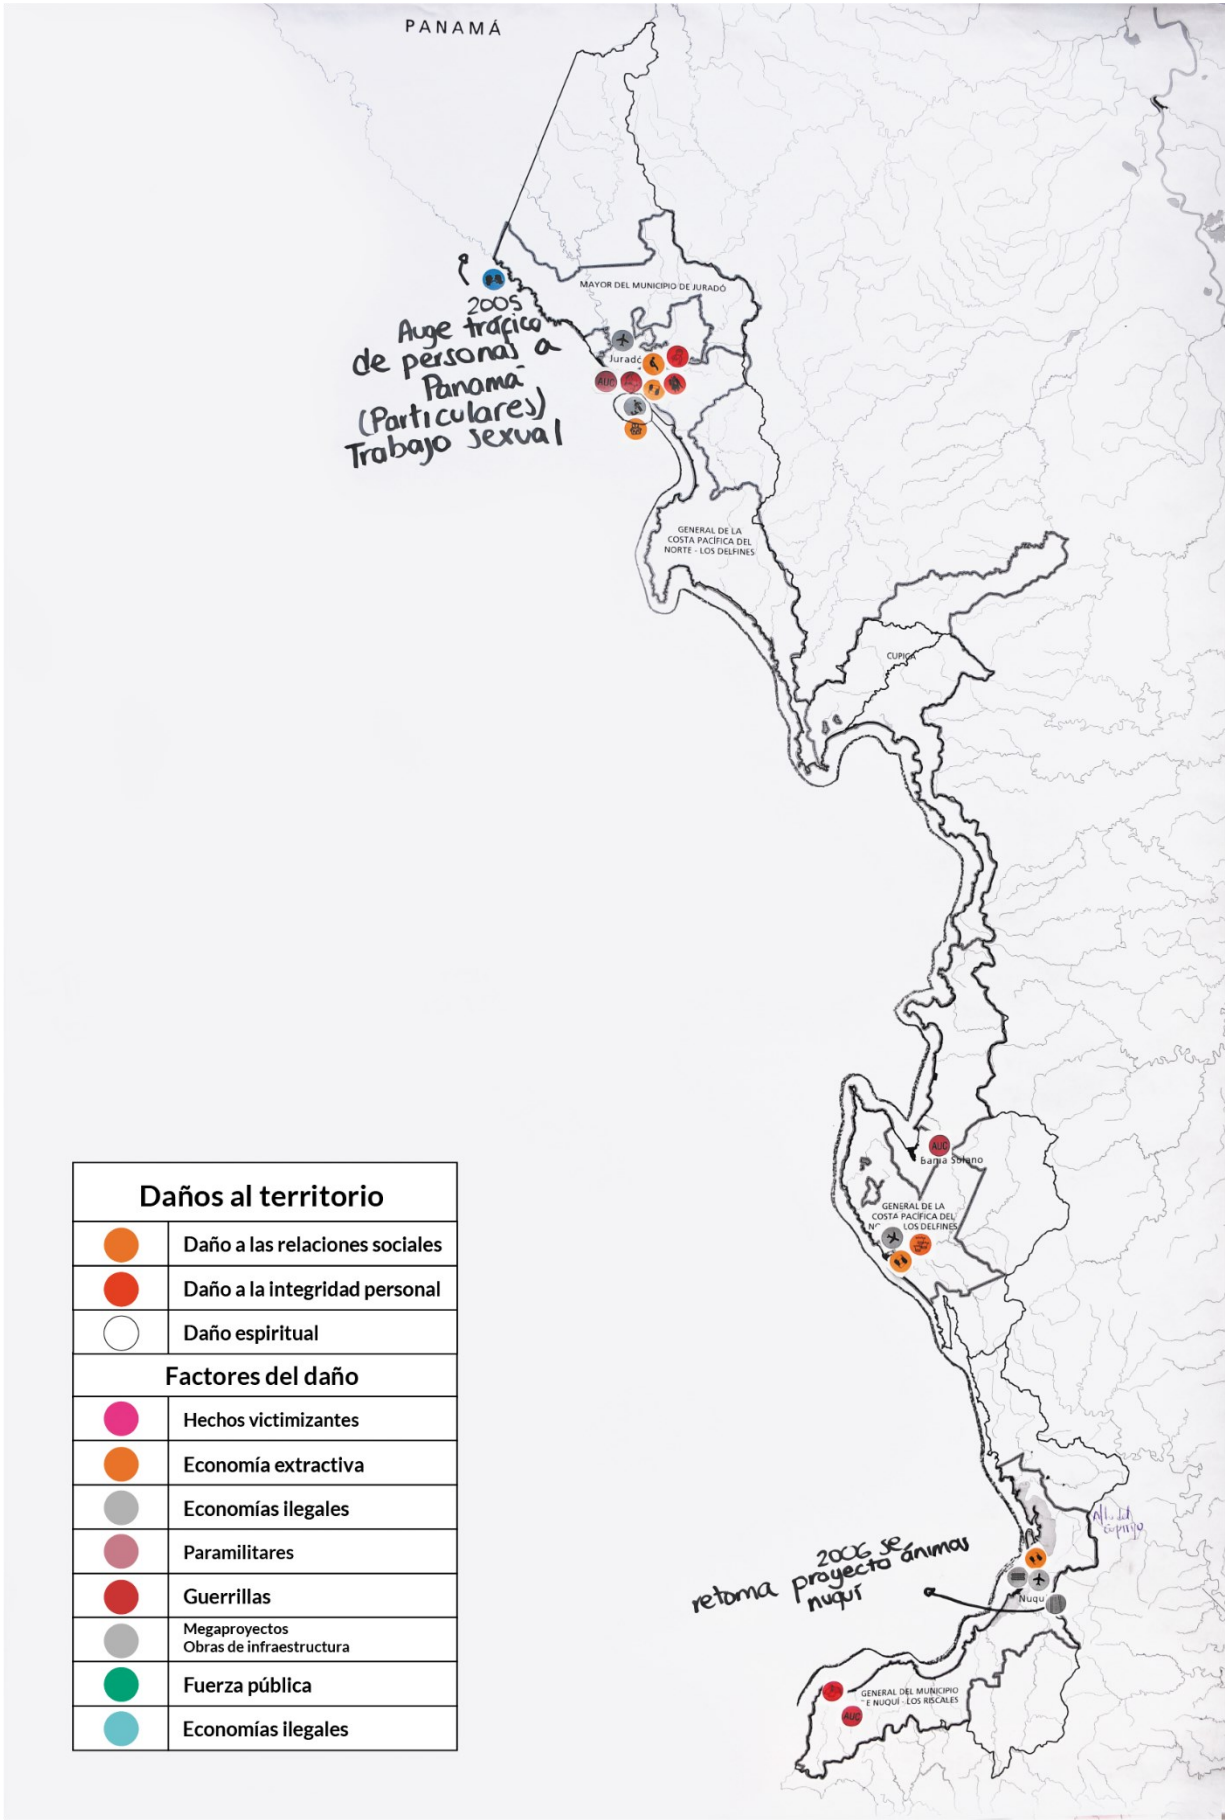 PANAMÁ
MAYOR DEL MUNICIPIO DE JURADÓ
2005
Auge tráfico
de personas a
Panamá
(Particulares)
Trabajo sexual
Juradó
AUC
GENERAL DE LA
COSTA PACÍFICA DEL
NORTE - LOS DELFINES
CUPICA
AUC
Bahía Solano
GENERAL DE LA
COSTA PACÍFICA DEL
LOS DELFINES
Daños al territorio
Daño a las relaciones sociales
Daño a la integridad personal
Daño espiritual
Factores del daño
Hechos victimizantes
Economía extractiva
Economías ilegales
Paramilitares
Guerrillas
Megaproyectos
Obras de infraestructura
Fuerza pública
Economías ilegales
2006 se
retoma proyecto ánimas
nuquí
Nuquí
GENERAL DEL MUNICIPIO
E NUQUÍ - LOS RISCALES
AUC